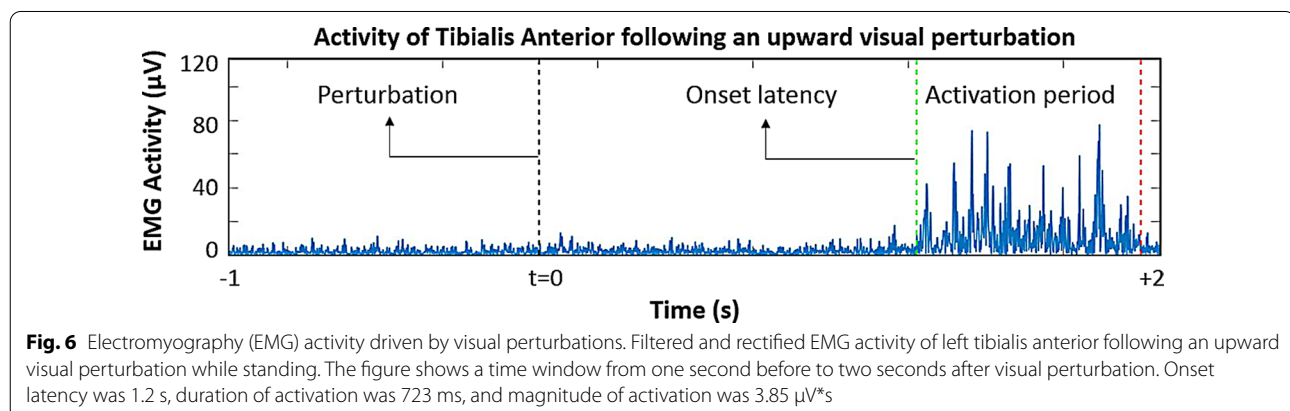 Activity of Tibialis Anterior following an upward visual perturbation
EMG Activity (µV)
120
80
40
0
Perturbation
Onset latency
Activation period
-1
t=0
+2
Time (s)
Fig. 6 Electromyography (EMG) activity driven by visual perturbations. Filtered and rectified EMG activity of left tibialis anterior following an upward
visual perturbation while standing. The figure shows a time window from one second before to two seconds after visual perturbation. Onset
latency was 1.2 s, duration of activation was 723 ms, and magnitude of activation was 3.85 µV*s